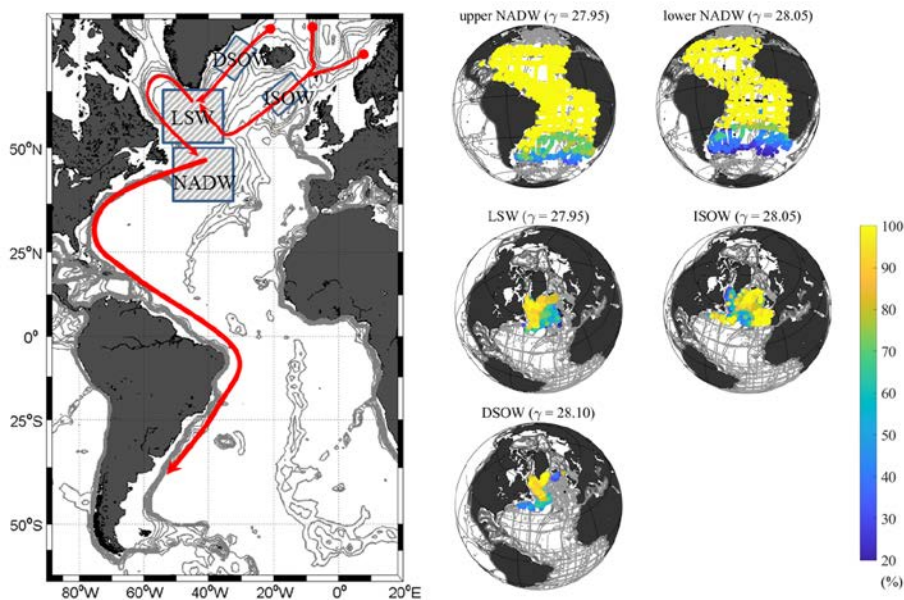 DSOW
ISOW
LSW
NADW
50°N
25°N
0°
25°S
50°S
80°W
60°W
40°W
20°W
0°
20°E
upper NADW (γ = 27.95)
lower NADW (γ = 28.05)
LSW (γ = 27.95)
ISOW (γ = 28.05)
DSOW (γ = 28.10)
100
90
80
70
60
50
40
30
20
(%)